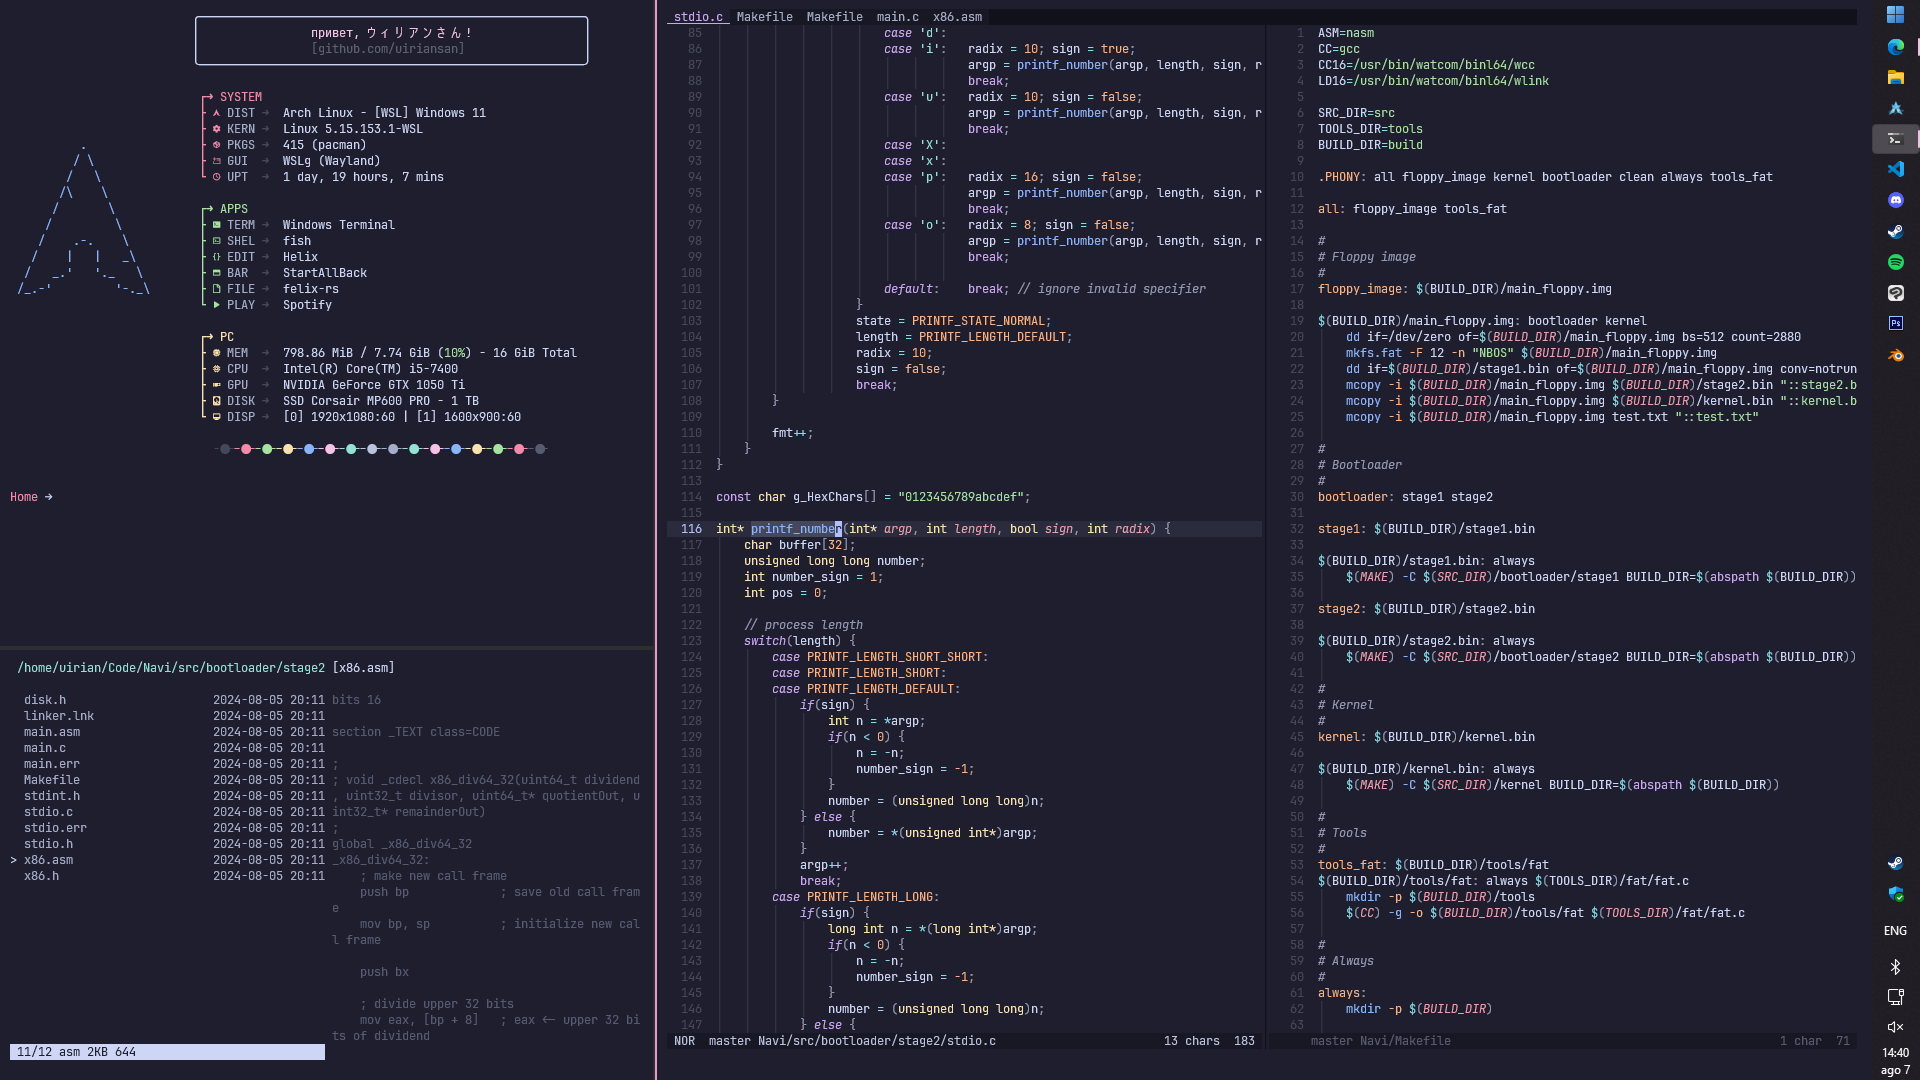 привет, ウィリアンさん！
[github.com/uiriansan]
SYSTEM
DIST → Arch Linux - [WSL] Windows 11
KERN → Linux 5.15.153.1-WSL
PKGS → 415 (pacman)
GUI → WSLg (Wayland)
UPT → 1 day, 19 hours, 7 mins
APPS
TERM → Windows Terminal
SHEL → fish
EDIT → Helix
BAR → StartAllBack
FILE → felix-rs
PLAY → Spotify
PC
MEM → 798.86 MiB / 7.74 GiB (10%) - 16 GiB Total
CPU → Intel(R) Core(TM) i5-7400
GPU → NVIDIA GeForce GTX 1050 Ti
DISK → SSD Corsair MP600 PRO - 1 TB
DISP → [0] 1920x1080:60 | [1] 1600x900:60
Home →
/home/uirian/Code/Navi/src/bootloader/stage2 [x86.asm]
disk.h 2024-08-05 20:11
linker.lnk 2024-08-05 20:11
main.asm 2024-08-05 20:11
main.c 2024-08-05 20:11
main.err 2024-08-05 20:11
Makefile 2024-08-05 20:11
stdint.h 2024-08-05 20:11
stdio.c 2024-08-05 20:11
stdio.err 2024-08-05 20:11
stdio.h 2024-08-05 20:11
> x86.asm 2024-08-05 20:11
x86.h 2024-08-05 20:11
bits 16
section _TEXT class=CODE
;
; void _cdecl x86_div64_32(uint64_t dividend
, uint32_t divisor, uint64_t* quotientOut, u
int32_t* remainderOut)
;
global _x86_div64_32
_x86_div64_32:
; make new call frame
push bp ; save old call fram
e
mov bp, sp ; initialize new cal
l frame
push bx
; divide upper 32 bits
mov eax, [bp + 8] ; eax <- upper 32 bi
ts of dividend
11/12 asm 2KB 644
stdio.c Makefile Makefile main.c x86.asm
85 case 'd':
86 case 'i': radix = 10; sign = true;
87 argp = printf_number(argp, length, sign, r
88 break;
89 case 'u': radix = 10; sign = false;
90 argp = printf_number(argp, length, sign, r
91 break;
92 case 'X':
93 case 'x':
94 case 'p': radix = 16; sign = false;
95 argp = printf_number(argp, length, sign, r
96 break;
97 case 'o': radix = 8; sign = false;
98 argp = printf_number(argp, length, sign, r
99 break;
100
101 default: break; // ignore invalid specifier
102 }
103 state = PRINTF_STATE_NORMAL;
104 length = PRINTF_LENGTH_DEFAULT;
105 radix = 10;
106 sign = false;
107 break;
108 }
109
110 fmt++;
111 }
112 }
113
114 const char g_HexChars[] = "0123456789abcdef";
115
116 int* printf_number(int* argp, int length, bool sign, int radix) {
117 char buffer[32];
118 unsigned long long number;
119 int number_sign = 1;
120 int pos = 0;
121
122 // process length
123 switch(length) {
124 case PRINTF_LENGTH_SHORT_SHORT:
125 case PRINTF_LENGTH_SHORT:
126 case PRINTF_LENGTH_DEFAULT:
127 if(sign) {
128 int n = *argp;
129 if(n < 0) {
130 n = -n;
131 number_sign = -1;
132 }
133 number = (unsigned long long)n;
134 } else {
135 number = *(unsigned int*)argp;
136 }
137 argp++;
138 break;
139 case PRINTF_LENGTH_LONG:
140 if(sign) {
141 long int n = *(long int*)argp;
142 if(n < 0) {
143 n = -n;
144 number_sign = -1;
145 }
146 number = (unsigned long long)n;
147 } else {
NOR master Navi/src/bootloader/stage2/stdio.c 13 chars 183
1 ASM=nasm
2 CC=gcc
3 CC16=/usr/bin/watcom/binl64/wcc
4 LD16=/usr/bin/watcom/binl64/wlink
5
6 SRC_DIR=src
7 TOOLS_DIR=tools
8 BUILD_DIR=build
9
10 .PHONY: all floppy_image kernel bootloader clean always tools_fat
11
12 all: floppy_image tools_fat
13
14 #
15 # Floppy image
16 #
17 floppy_image: $(BUILD_DIR)/main_floppy.img
18
19 $(BUILD_DIR)/main_floppy.img: bootloader kernel
20 dd if=/dev/zero of=$(BUILD_DIR)/main_floppy.img bs=512 count=2880
21 mkfs.fat -F 12 -n "NBOS" $(BUILD_DIR)/main_floppy.img
22 dd if=$(BUILD_DIR)/stage1.bin of=$(BUILD_DIR)/main_floppy.img conv=notrun
23 mcopy -i $(BUILD_DIR)/main_floppy.img $(BUILD_DIR)/stage2.bin "::stage2.b
24 mcopy -i $(BUILD_DIR)/main_floppy.img $(BUILD_DIR)/kernel.bin "::kernel.b
25 mcopy -i $(BUILD_DIR)/main_floppy.img test.txt "::test.txt"
26
27 #
28 # Bootloader
29 #
30 bootloader: stage1 stage2
31
32 stage1: $(BUILD_DIR)/stage1.bin
33
34 $(BUILD_DIR)/stage1.bin: always
35 $(MAKE) -C $(SRC_DIR)/bootloader/stage1 BUILD_DIR=$(abspath $(BUILD_DIR))
36
37 stage2: $(BUILD_DIR)/stage2.bin
38
39 $(BUILD_DIR)/stage2.bin: always
40 $(MAKE) -C $(SRC_DIR)/bootloader/stage2 BUILD_DIR=$(abspath $(BUILD_DIR))
41
42 #
43 # Kernel
44 #
45 kernel: $(BUILD_DIR)/kernel.bin
46
47 $(BUILD_DIR)/kernel.bin: always
48 $(MAKE) -C $(SRC_DIR)/kernel BUILD_DIR=$(abspath $(BUILD_DIR))
49
50 #
51 # Tools
52 #
53 tools_fat: $(BUILD_DIR)/tools/fat
54 $(BUILD_DIR)/tools/fat: always $(TOOLS_DIR)/fat/fat.c
55 mkdir -p $(BUILD_DIR)/tools
56 $(CC) -g -o $(BUILD_DIR)/tools/fat $(TOOLS_DIR)/fat/fat.c
57
58 #
59 # Always
60 #
61 always:
62 mkdir -p $(BUILD_DIR)
63
master Navi/Makefile 1 char 71
Ps
ENG
14:40
ago 7